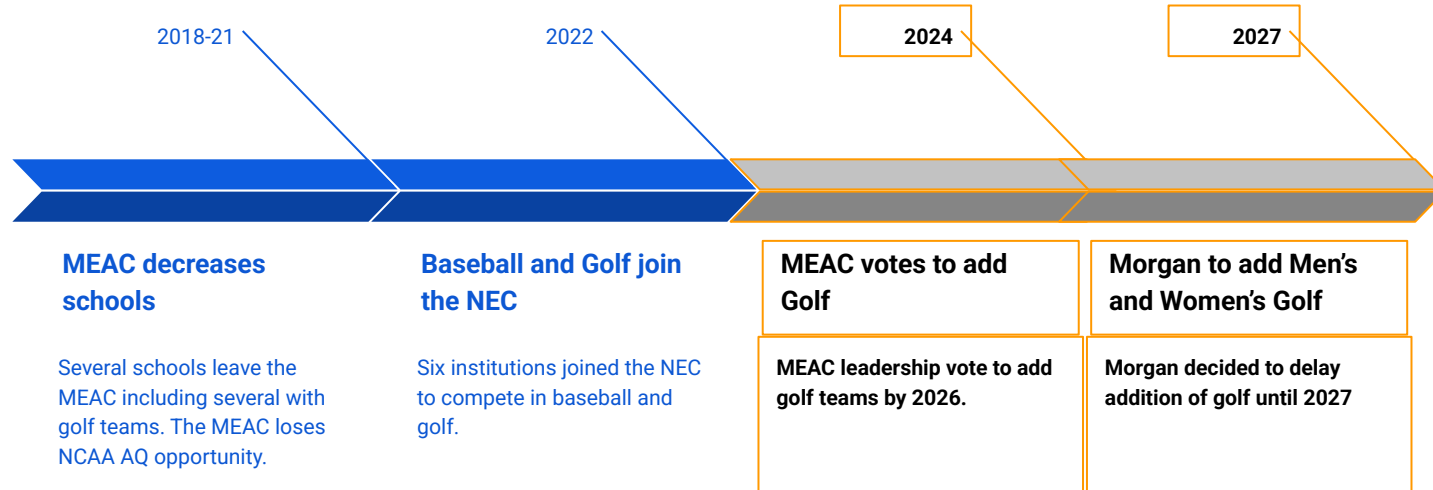 2018-21
2022
2024
2027
MEAC decreases
schools
Several schools leave the
MEAC including several with
golf teams. The MEAC loses
NCAA AQ opportunity.
Baseball and Golf join
the NEC
Six institutions joined the NEC
to compete in baseball and
golf.
MEAC votes to add
Golf
MEAC leadership vote to add
golf teams by 2026.
Morgan to add Men’s
and Women’s Golf
Morgan decided to delay
addition of golf until 2027